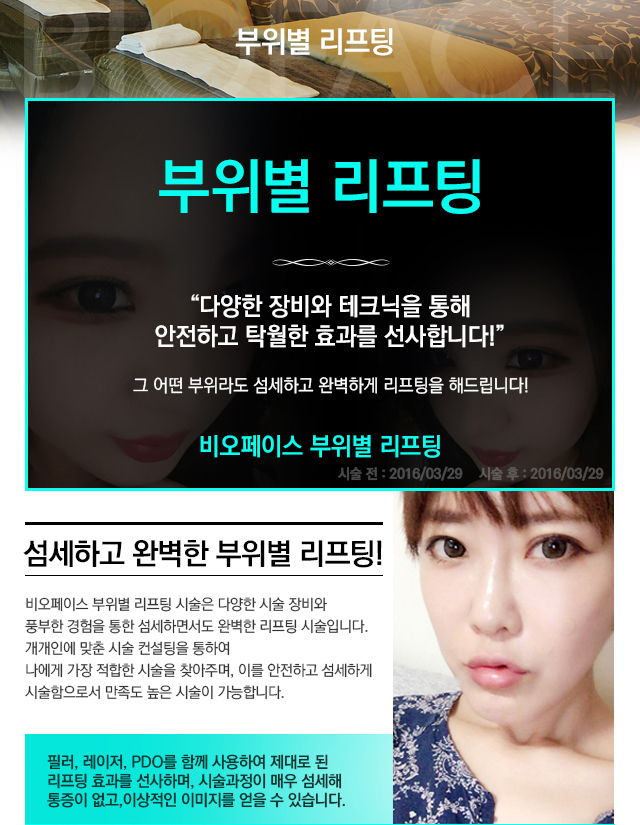 BIOFACE
부위별 리프팅
부위별 리프팅
“다양한 장비와 테크닉을 통해
안전하고 탁월한 효과를 선사합니다!”
그 어떤 부위라도 섬세하고 완벽하게 리프팅을 해드립니다!
비오페이스 부위별 리프팅
시술 전 : 2016/03/29 시술 후 : 2016/03/29
섬세하고 완벽한 부위별 리프팅!
비오페이스 부위별 리프팅 시술은 다양한 시술 장비와
풍부한 경험을 통한 섬세하면서도 완벽한 리프팅 시술입니다.
개개인에 맞춘 시술 컨설팅을 통하여
나에게 가장 적합한 시술을 찾아주며, 이를 안전하고 섬세하게
시술함으로서 만족도 높은 시술이 가능합니다.
필러, 레이저, PDO를 함께 사용하여 제대로 된
리프팅 효과를 선사하며, 시술과정이 매우 섬세해
통증이 없고,이상적인 이미지를 얻을 수 있습니다.